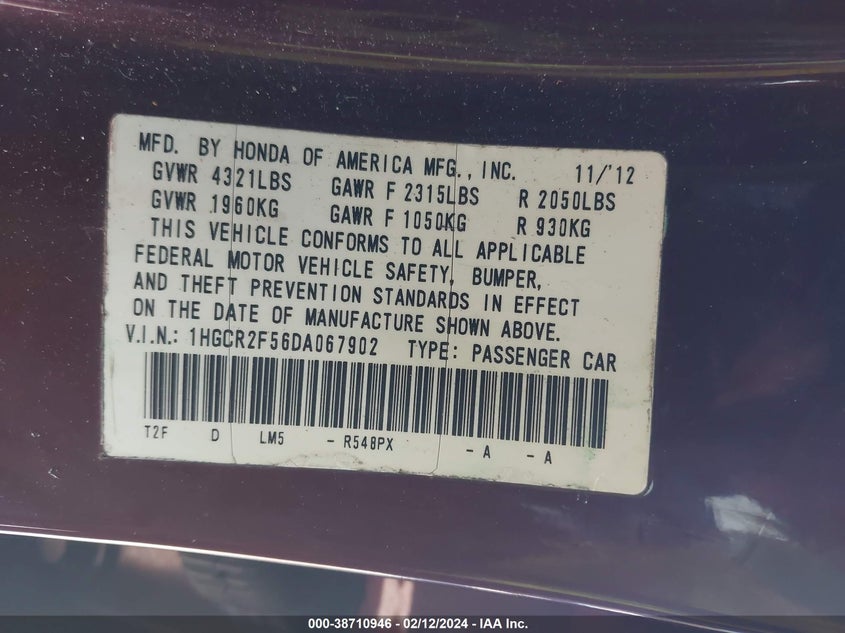 MFD. BY HONDA OF AMERICA MFG., INC. 11/'12
GVWR 4321LBS GAWR F 2315LBS R 2050LBS
GVWR 1960KG GAWR F 1050KG R 930KG
THIS VEHICLE CONFORMS TO ALL APPLICABLE
FEDERAL MOTOR VEHICLE SAFETY, BUMPER,
AND THEFT PREVENTION STANDARDS IN EFFECT
ON THE DATE OF MANUFACTURE SHOWN ABOVE.
V.I.N.: 1HGCR2F56DA067902 TYPE: PASSENGER CAR
T2F D LM5 - R548PX - A - A
000-38710946 - 02/12/2024 - IAA Inc.